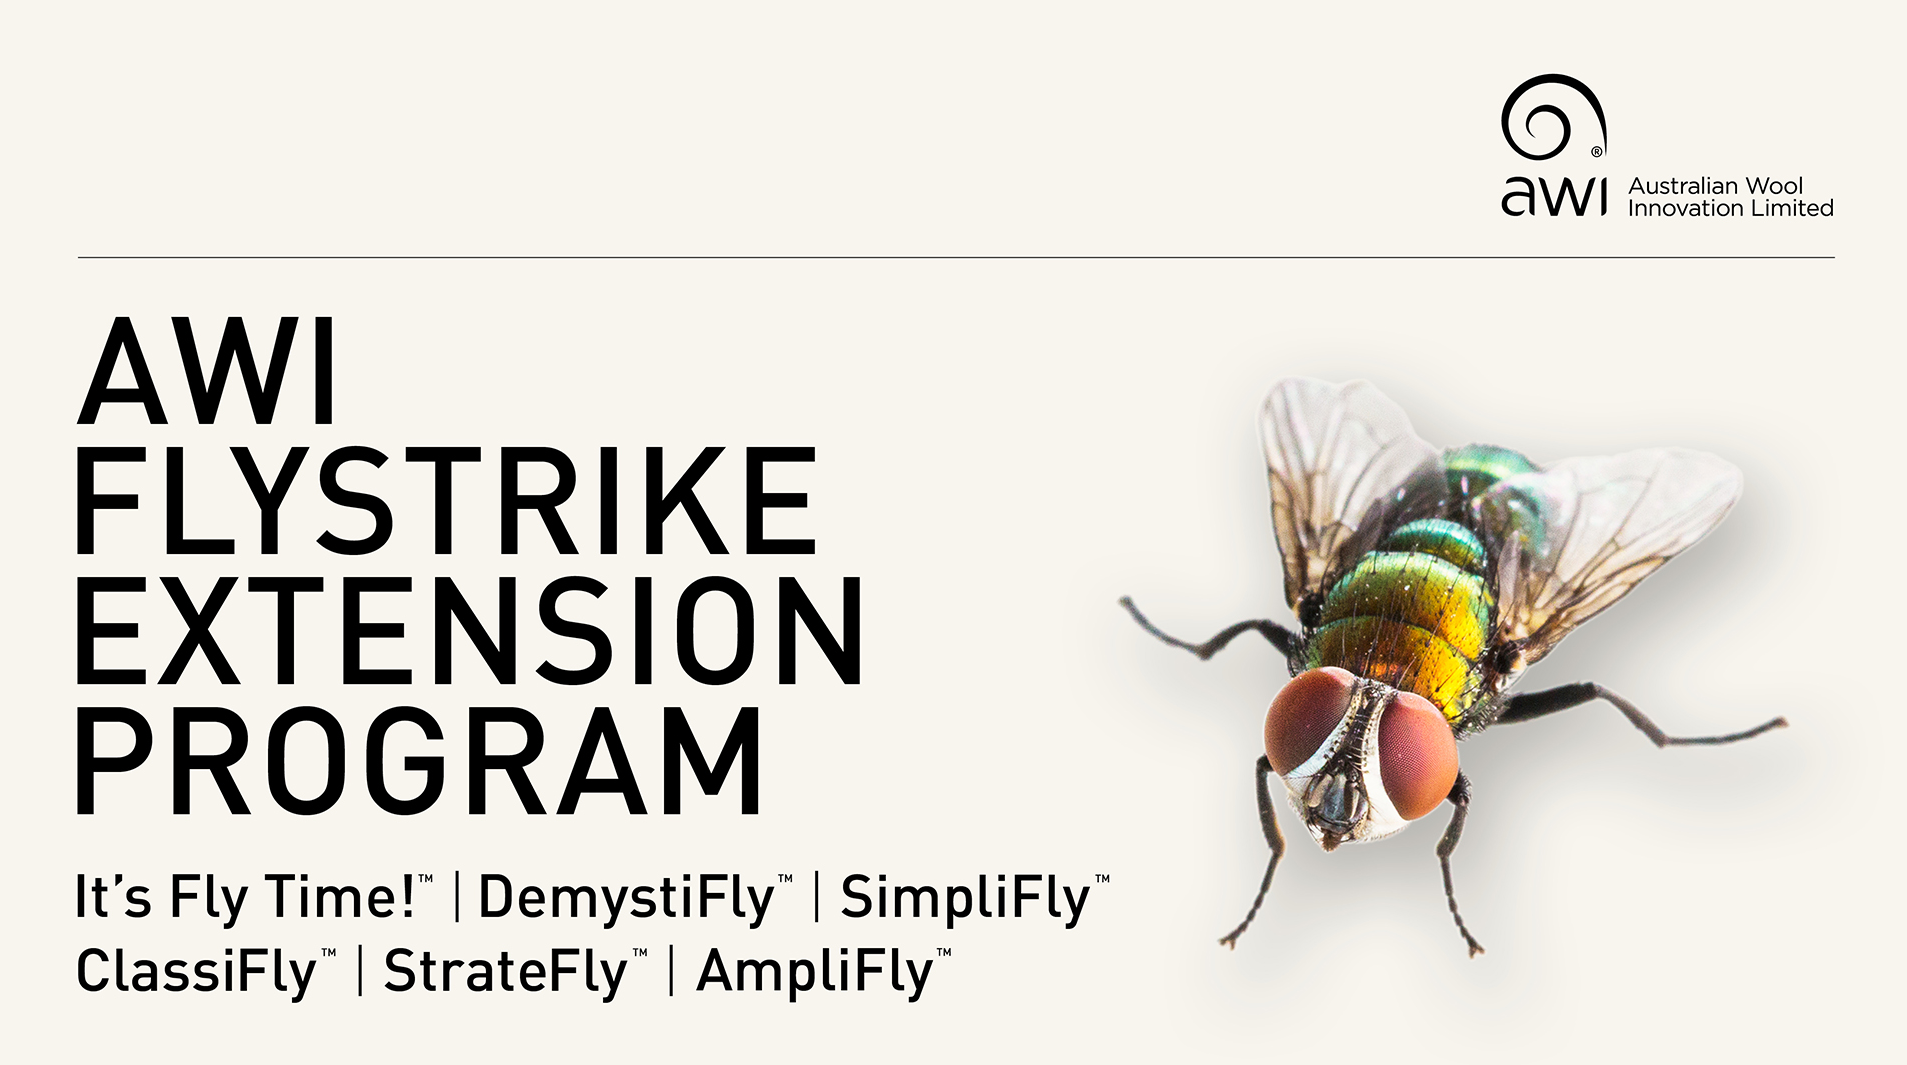 ®
awi
Australian Wool
Innovation Limited
AWI
FLYSTRIKE
EXTENSION
PROGRAM
It’s Fly Time!™ | DemystiFly™ | SimpliFly™
ClassiFly™ | StrateFly™ | AmpliFly™